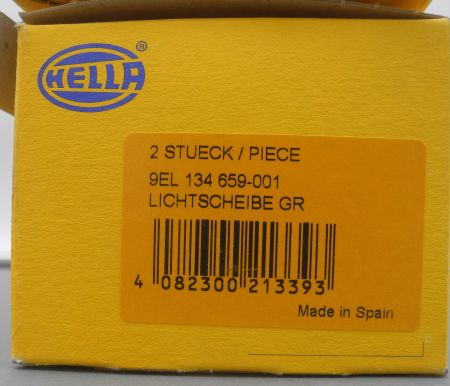 HELLA ®
2 STUECK / PIECE
9EL 134 659-001
LICHTSCHEIBE GR
4 082300 213393
Made in Spain